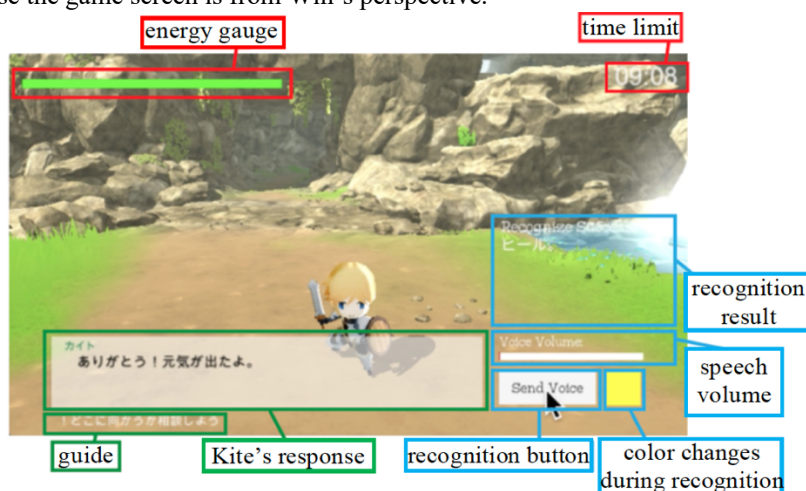 se the game screen is from Will's perspective.
energy gauge
time limit
09:08
Recognize
ヒール。
recognition
result
カイト
ありがとう！元気が出たよ。
Voice Volume:
speech
volume
Send Voice
！どこに向かうか相談しよう
guide
Kite's response
recognition button
color changes
during recognition